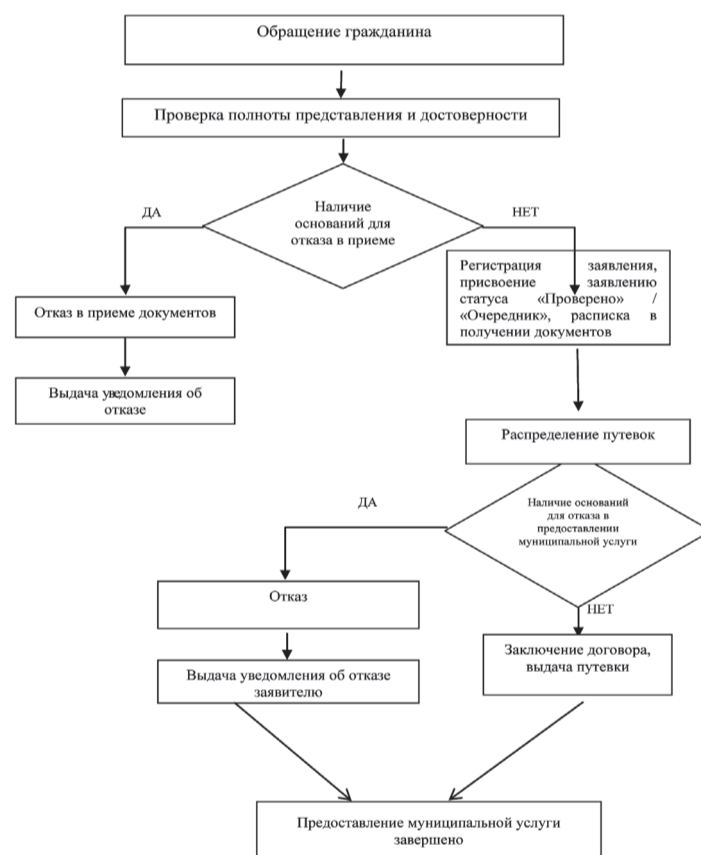 Обращение гражданина
Проверка полноты представления и достоверности
Наличие
оснований для
отказа в приеме
ДА
НЕТ
Отказ в приеме документов
Выдача уведомления об
отказе
Регистрация заявления,
присвоение заявлению
статуса «Проверено» /
«Очередник», расписка в
получении документов
Распределение путевок
Наличие оснований
для отказа в
предоставлении
муниципальной услуги
ДА
НЕТ
Отказ
Выдача уведомления об отказе
заявителю
Заключение договора,
выдача путевки
Предоставление муниципальной услуги
завершено